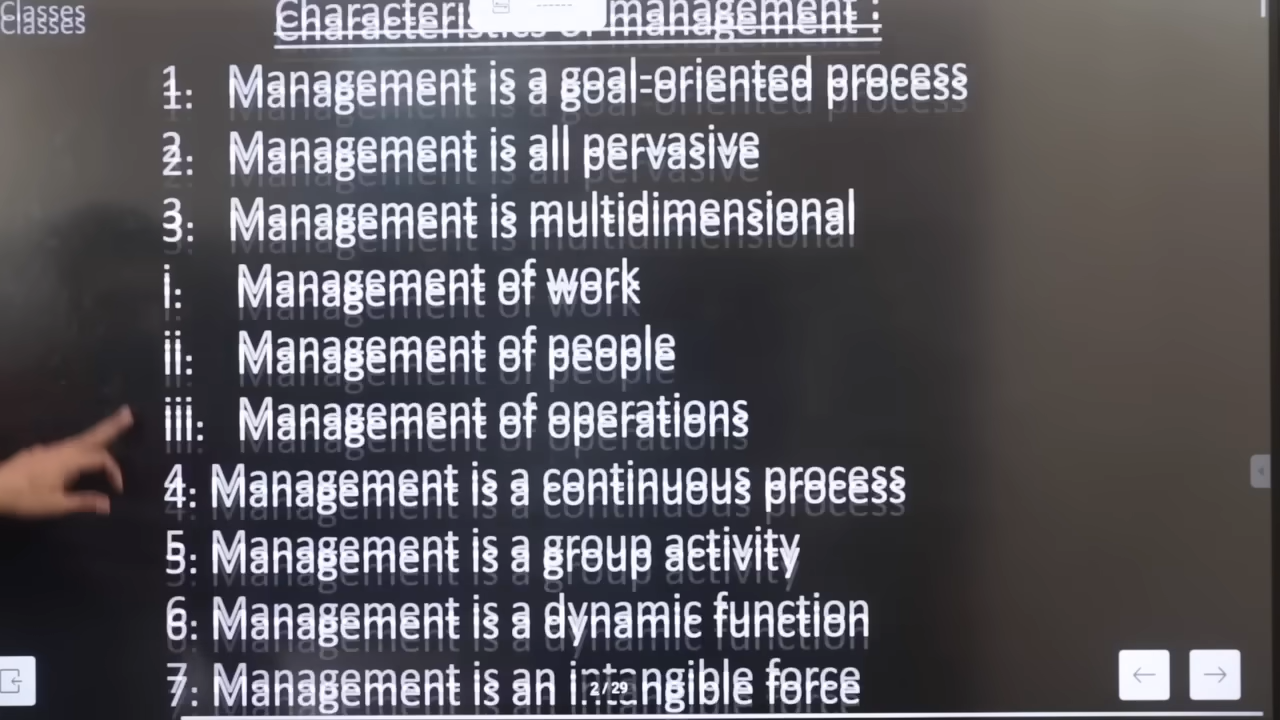 Classes
Characteristics of management :
1. Management is a goal-oriented process
2. Management is all pervasive
3. Management is multidimensional
i. Management of work
ii. Management of people
iii. Management of operations
4. Management is a continuous process
5. Management is a group activity
6. Management is a dynamic function
7. Management is an intangible force
2 / 29